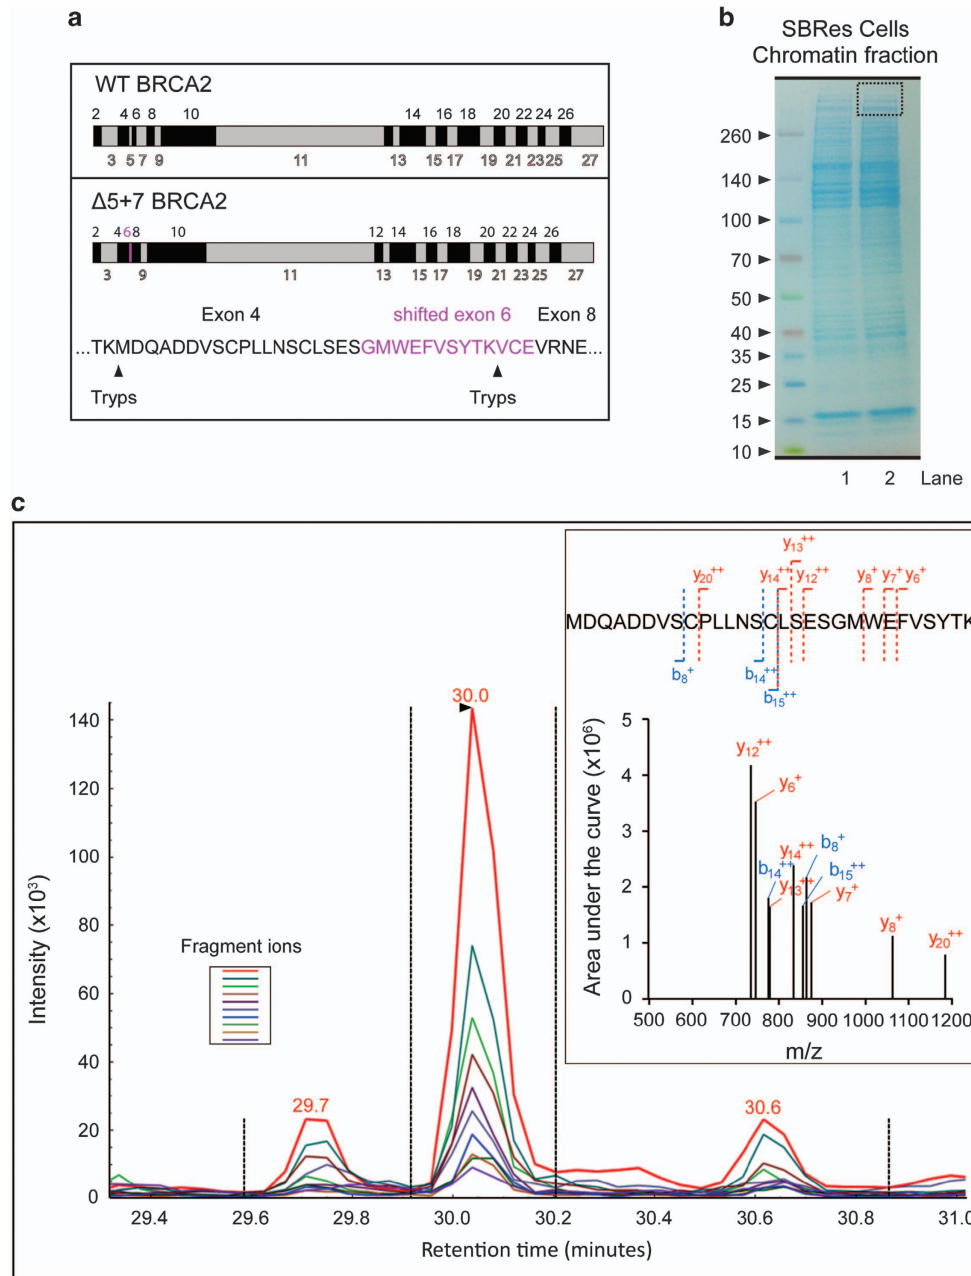 a
WT BRCA2
2 4 6 8 10 14 16 18 20 22 24 26
3 5 7 9 11 13 15 17 19 21 23 25 27
Δ5+7 BRCA2
2 4 6 8 10 12 14 16 18 20 22 24 26
3 9 11 13 15 17 19 21 23 25 27
Exon 4 shifted exon 6 Exon 8
...TKMDQADDVSCPLLNSCLSESGMWEFVSYTKVCEVRNE...
Tryps Tryps
b
SBRes Cells
Chromatin fraction
260
140
100
70
50
40
35
25
15
10
1 2 Lane
c
Intensity (x10³)
140
120
100
80
60
40
20
0
Fragment ions
29.7
30.0
30.6
29.4 29.6 29.8 30.0 30.2 30.4 30.6 30.8 31.0
Retention time (minutes)
y₁₃⁺⁺
y₂₀⁺⁺ y₁₄⁺⁺ y₁₂⁺⁺ y₈⁺ y₇⁺ y₆⁺
MDQADDVSCPLLNSCLSESGMWEFVSYTK
b₈⁺ b₁₄⁺⁺
b₁₅⁺⁺
Area under the curve (x10⁶)
5
4
3
2
1
0
y₁₂⁺⁺
y₆⁺
y₁₄⁺⁺ b₈⁺
b₁₄⁺⁺ b₁₅⁺⁺
y₁₃⁺⁺ y₇⁺
y₈⁺
y₂₀⁺⁺
500 600 700 800 900 1000 1100 1200
m/z